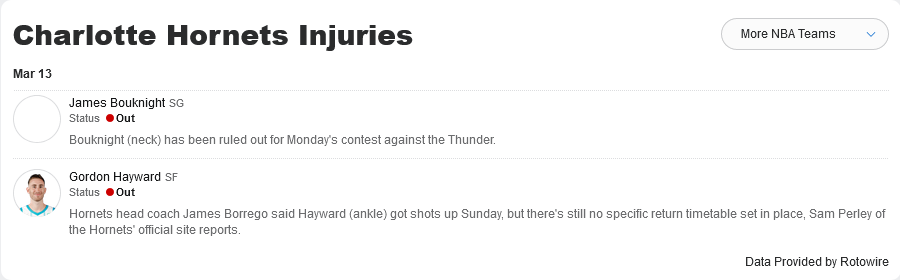 Charlotte Hornets Injuries
More NBA Teams
Mar 13
James Bouknight SG
Status Out
Bouknight (neck) has been ruled out for Monday's contest against the Thunder.
Gordon Hayward SF
Status Out
Hornets head coach James Borrego said Hayward (ankle) got shots up Sunday, but there's still no specific return timetable set in place, Sam Perley of
the Hornets' official site reports.
Data Provided by Rotowire